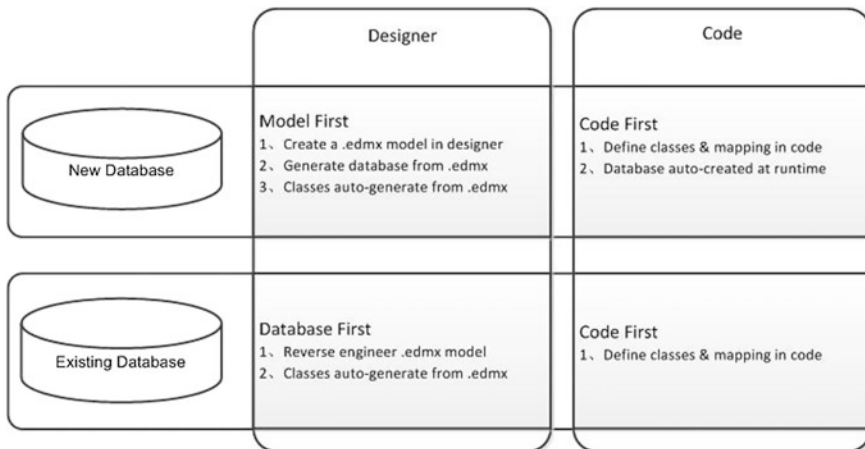 Designer
Code
New Database
Model First
1、Create a .edmx model in designer
2、Generate database from .edmx
3、Classes auto-generate from .edmx
Code First
1、Define classes & mapping in code
2、Database auto-created at runtime
Existing Database
Database First
1、Reverse engineer .edmx model
2、Classes auto-generate from .edmx
Code First
1、Define classes & mapping in code